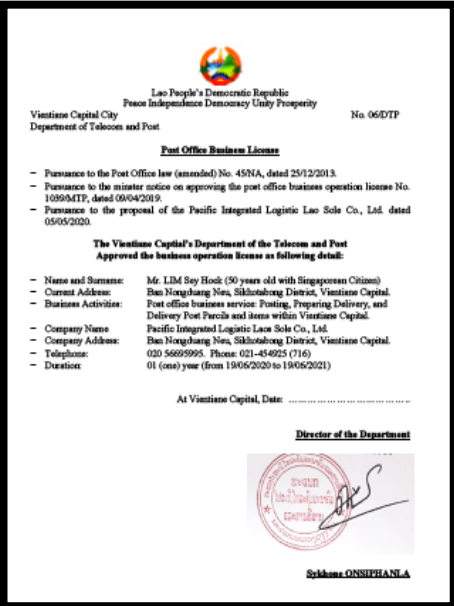 Lao People's Democratic Republic
Peace Independence Democracy Unity Prosperity
Vientiane Capital City No. 06/DTP
Department of Telecom and Post
Post Office Business License
– Pursuance to the Post Office law (amended) No. 45/NA, dated 25/12/2013.
– Pursuance to the minster notice on approving the post office business operation license No.
1039/MTP, dated 09/04/2019.
– Pursuance to the proposal of the Pacific Integrated Logistic Lao Sole Co., Ltd. dated
05/05/2020.
The Vientiane Captial's Department of the Telecom and Post
Approved the business operation license as following detail:
– Name and Surname: Mr. LIM Sey Hock (50 years old with Singaporean Citizen)
– Current Address: Ban Nongduang Neu, Sikhotabong District, Vientiane Capital.
– Business Activities: Post office business service: Posting, Preparing Delivery, and
Delivery Post Parcils and items within Vientiane Capital.
– Company Name Pacific Integrated Logistic Laos Sole Co., Ltd.
– Company Address: Ban Nongduang Neu, Sikhotabong District, Vientiane Capital.
– Telephone: 020 56695995. Phone: 021-454925 (716)
– Duration: 01 (one) year (from 19/06/2020 to 19/06/2021)
At Vientiane Capital, Date: ……………………………………
Director of the Department
Sykhone ONSIPHANLA